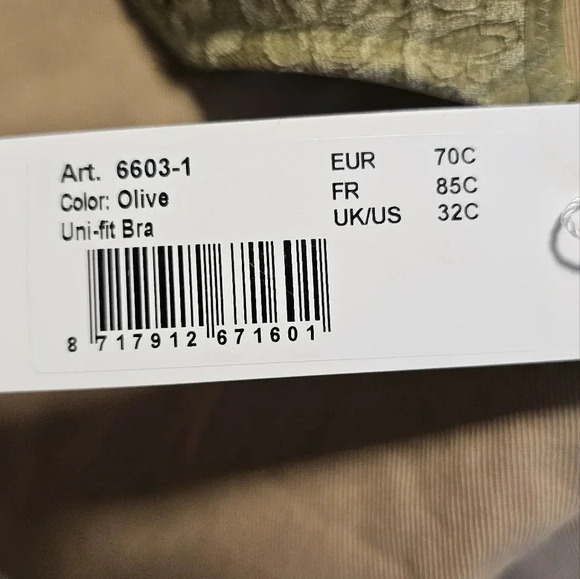 Art. 6603-1
Color: Olive
Uni-fit Bra
EUR 70C
FR 85C
UK/US 32C
8 717912 671601